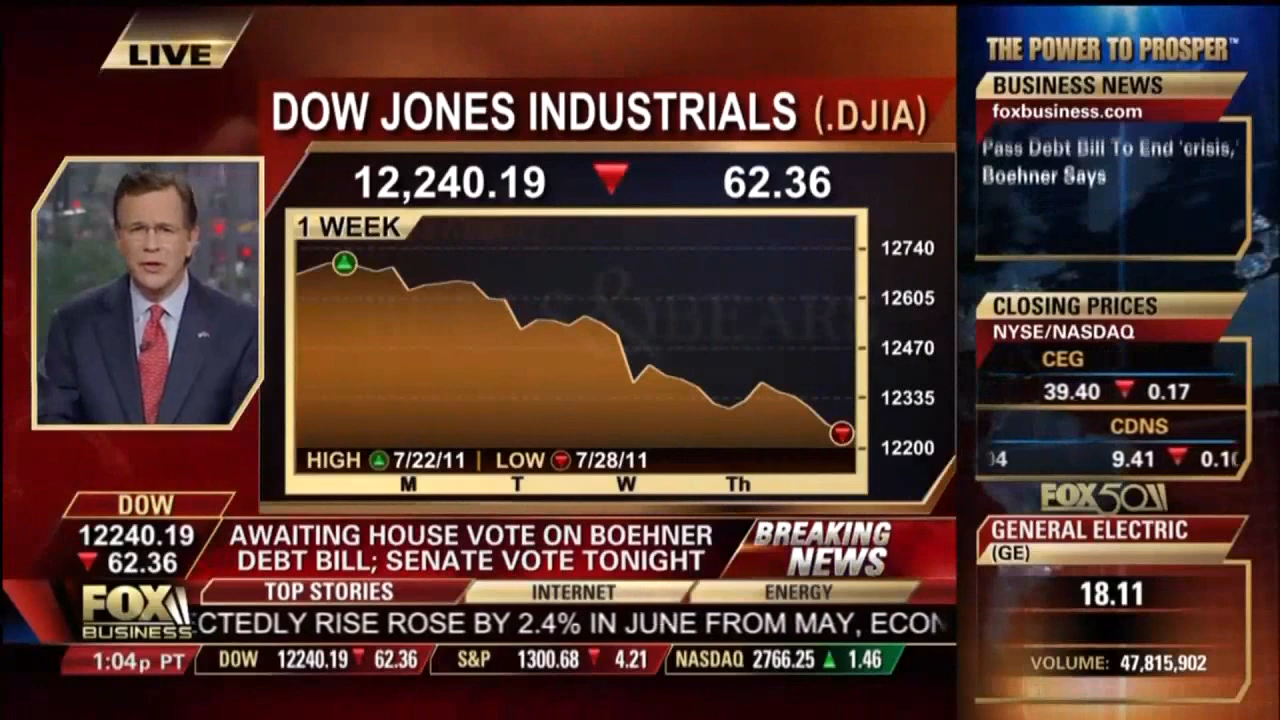 LIVE
DOW JONES INDUSTRIALS (.DJIA)
12,240.19 62.36
1 WEEK
12740
12605
12470
12335
12200
HIGH 7/22/11 | LOW 7/28/11
M T W Th
DOW
12240.19
62.36
AWAITING HOUSE VOTE ON BOEHNER
DEBT BILL; SENATE VOTE TONIGHT
BREAKING
NEWS
TOP STORIES INTERNET ENERGY
FOX
BUSINESS
CTEDLY RISE ROSE BY 2.4% IN JUNE FROM MAY, ECON
1:04p PT DOW 12240.19 62.36 S&P 1300.68 4.21 NASDAQ 2766.25 1.46
THE POWER TO PROSPER™
BUSINESS NEWS
foxbusiness.com
Pass Debt Bill To End 'crisis,'
Boehner Says
CLOSING PRICES
NYSE/NASDAQ
CEG
39.40 0.17
CDNS
04 9.41 0.10
FOX 50
GENERAL ELECTRIC
(GE)
18.11
VOLUME: 47,815,902